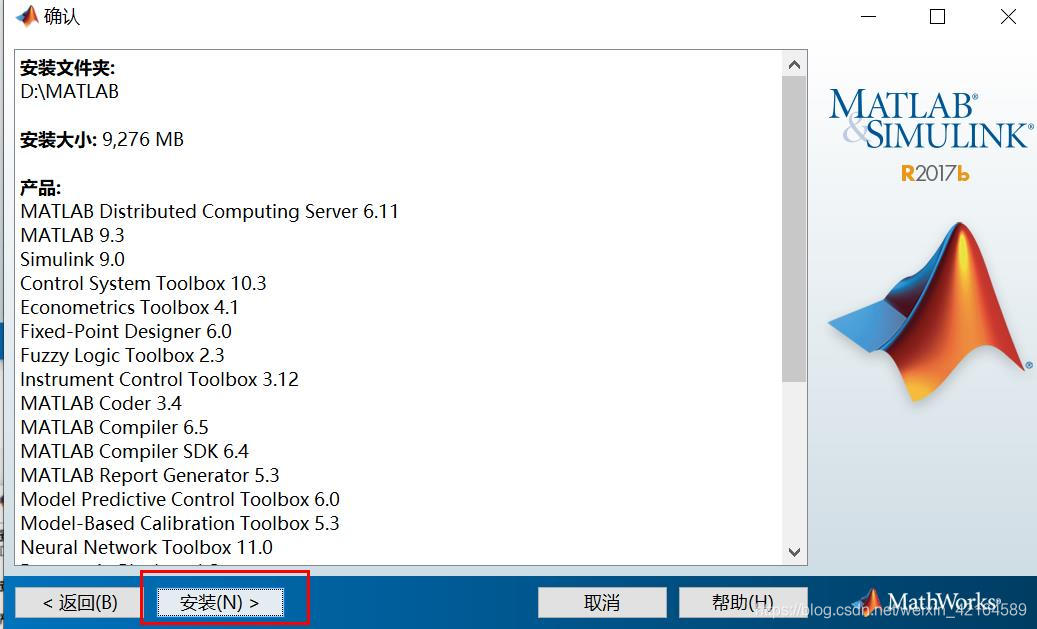 确认
安装文件夹:
D:\MATLAB
安装大小: 9,276 MB
产品:
MATLAB Distributed Computing Server 6.11
MATLAB 9.3
Simulink 9.0
Control System Toolbox 10.3
Econometrics Toolbox 4.1
Fixed-Point Designer 6.0
Fuzzy Logic Toolbox 2.3
Instrument Control Toolbox 3.12
MATLAB Coder 3.4
MATLAB Compiler 6.5
MATLAB Compiler SDK 6.4
MATLAB Report Generator 5.3
Model Predictive Control Toolbox 6.0
Model-Based Calibration Toolbox 5.3
Neural Network Toolbox 11.0
MATLAB®
&SIMULINK®
R2017b
®
< 返回(B)
安装(N) >
取消
帮助(H)
MathWorks®
https://blog.csdn.net/weixin_42164589